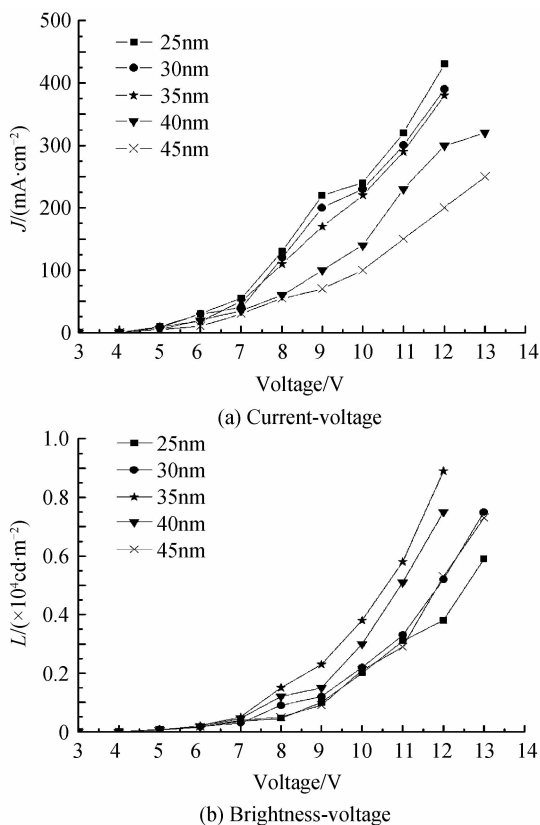 500
400
300
200
100
0
J/(mA·cm⁻²)
25nm
30nm
35nm
40nm
45nm
3 4 5 6 7 8 9 10 11 12 13 14
Voltage/V
(a) Current-voltage
1.0
0.8
0.6
0.4
0.2
0
L/(×10⁴cd·m⁻²)
25nm
30nm
35nm
40nm
45nm
3 4 5 6 7 8 9 10 11 12 13 14
Voltage/V
(b) Brightness-voltage